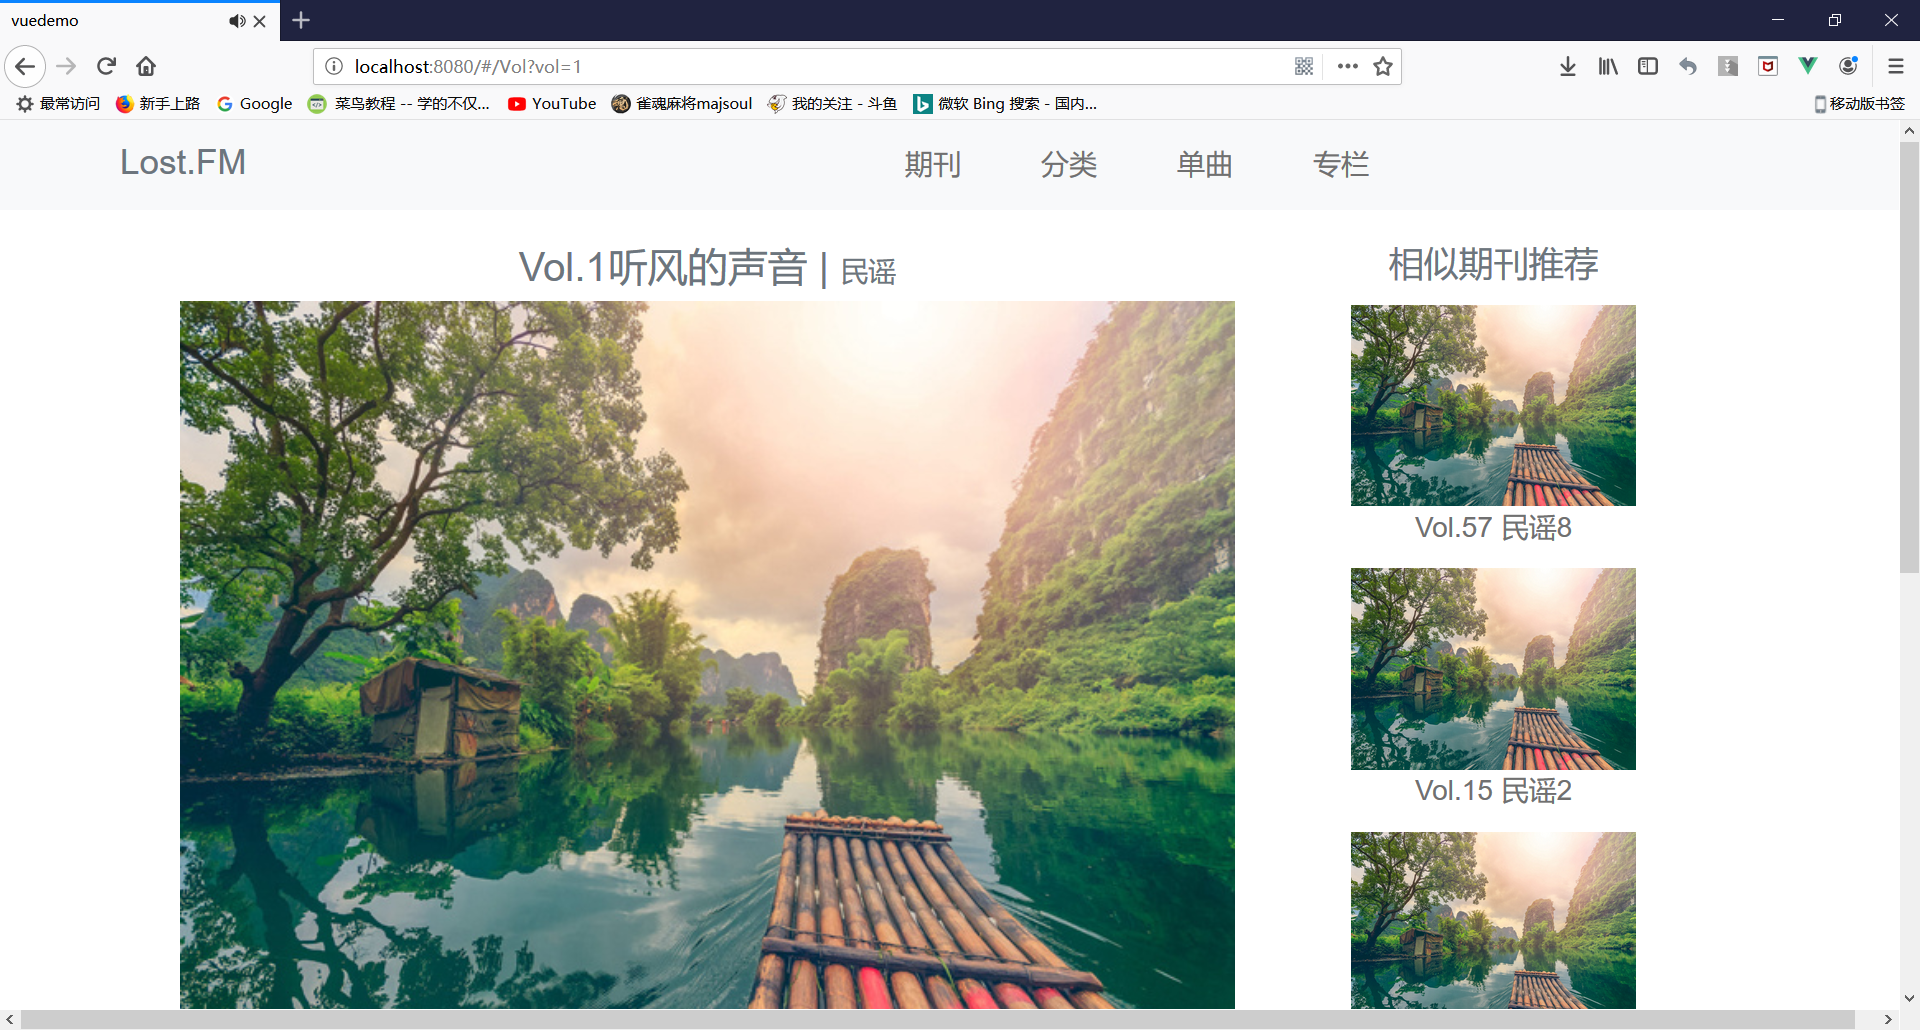 vuedemo
localhost:8080/#/Vol?vol=1
最常访问 新手上路 Google 菜鸟教程 -- 学的不仅... YouTube 雀魂麻将majsoul 我的关注 - 斗鱼 微软 Bing 搜索 - 国内... 移动版书签
Lost.FM 期刊 分类 单曲 专栏
Vol.1听风的声音 | 民谣
相似期刊推荐
Vol.57 民谣8
Vol.15 民谣2